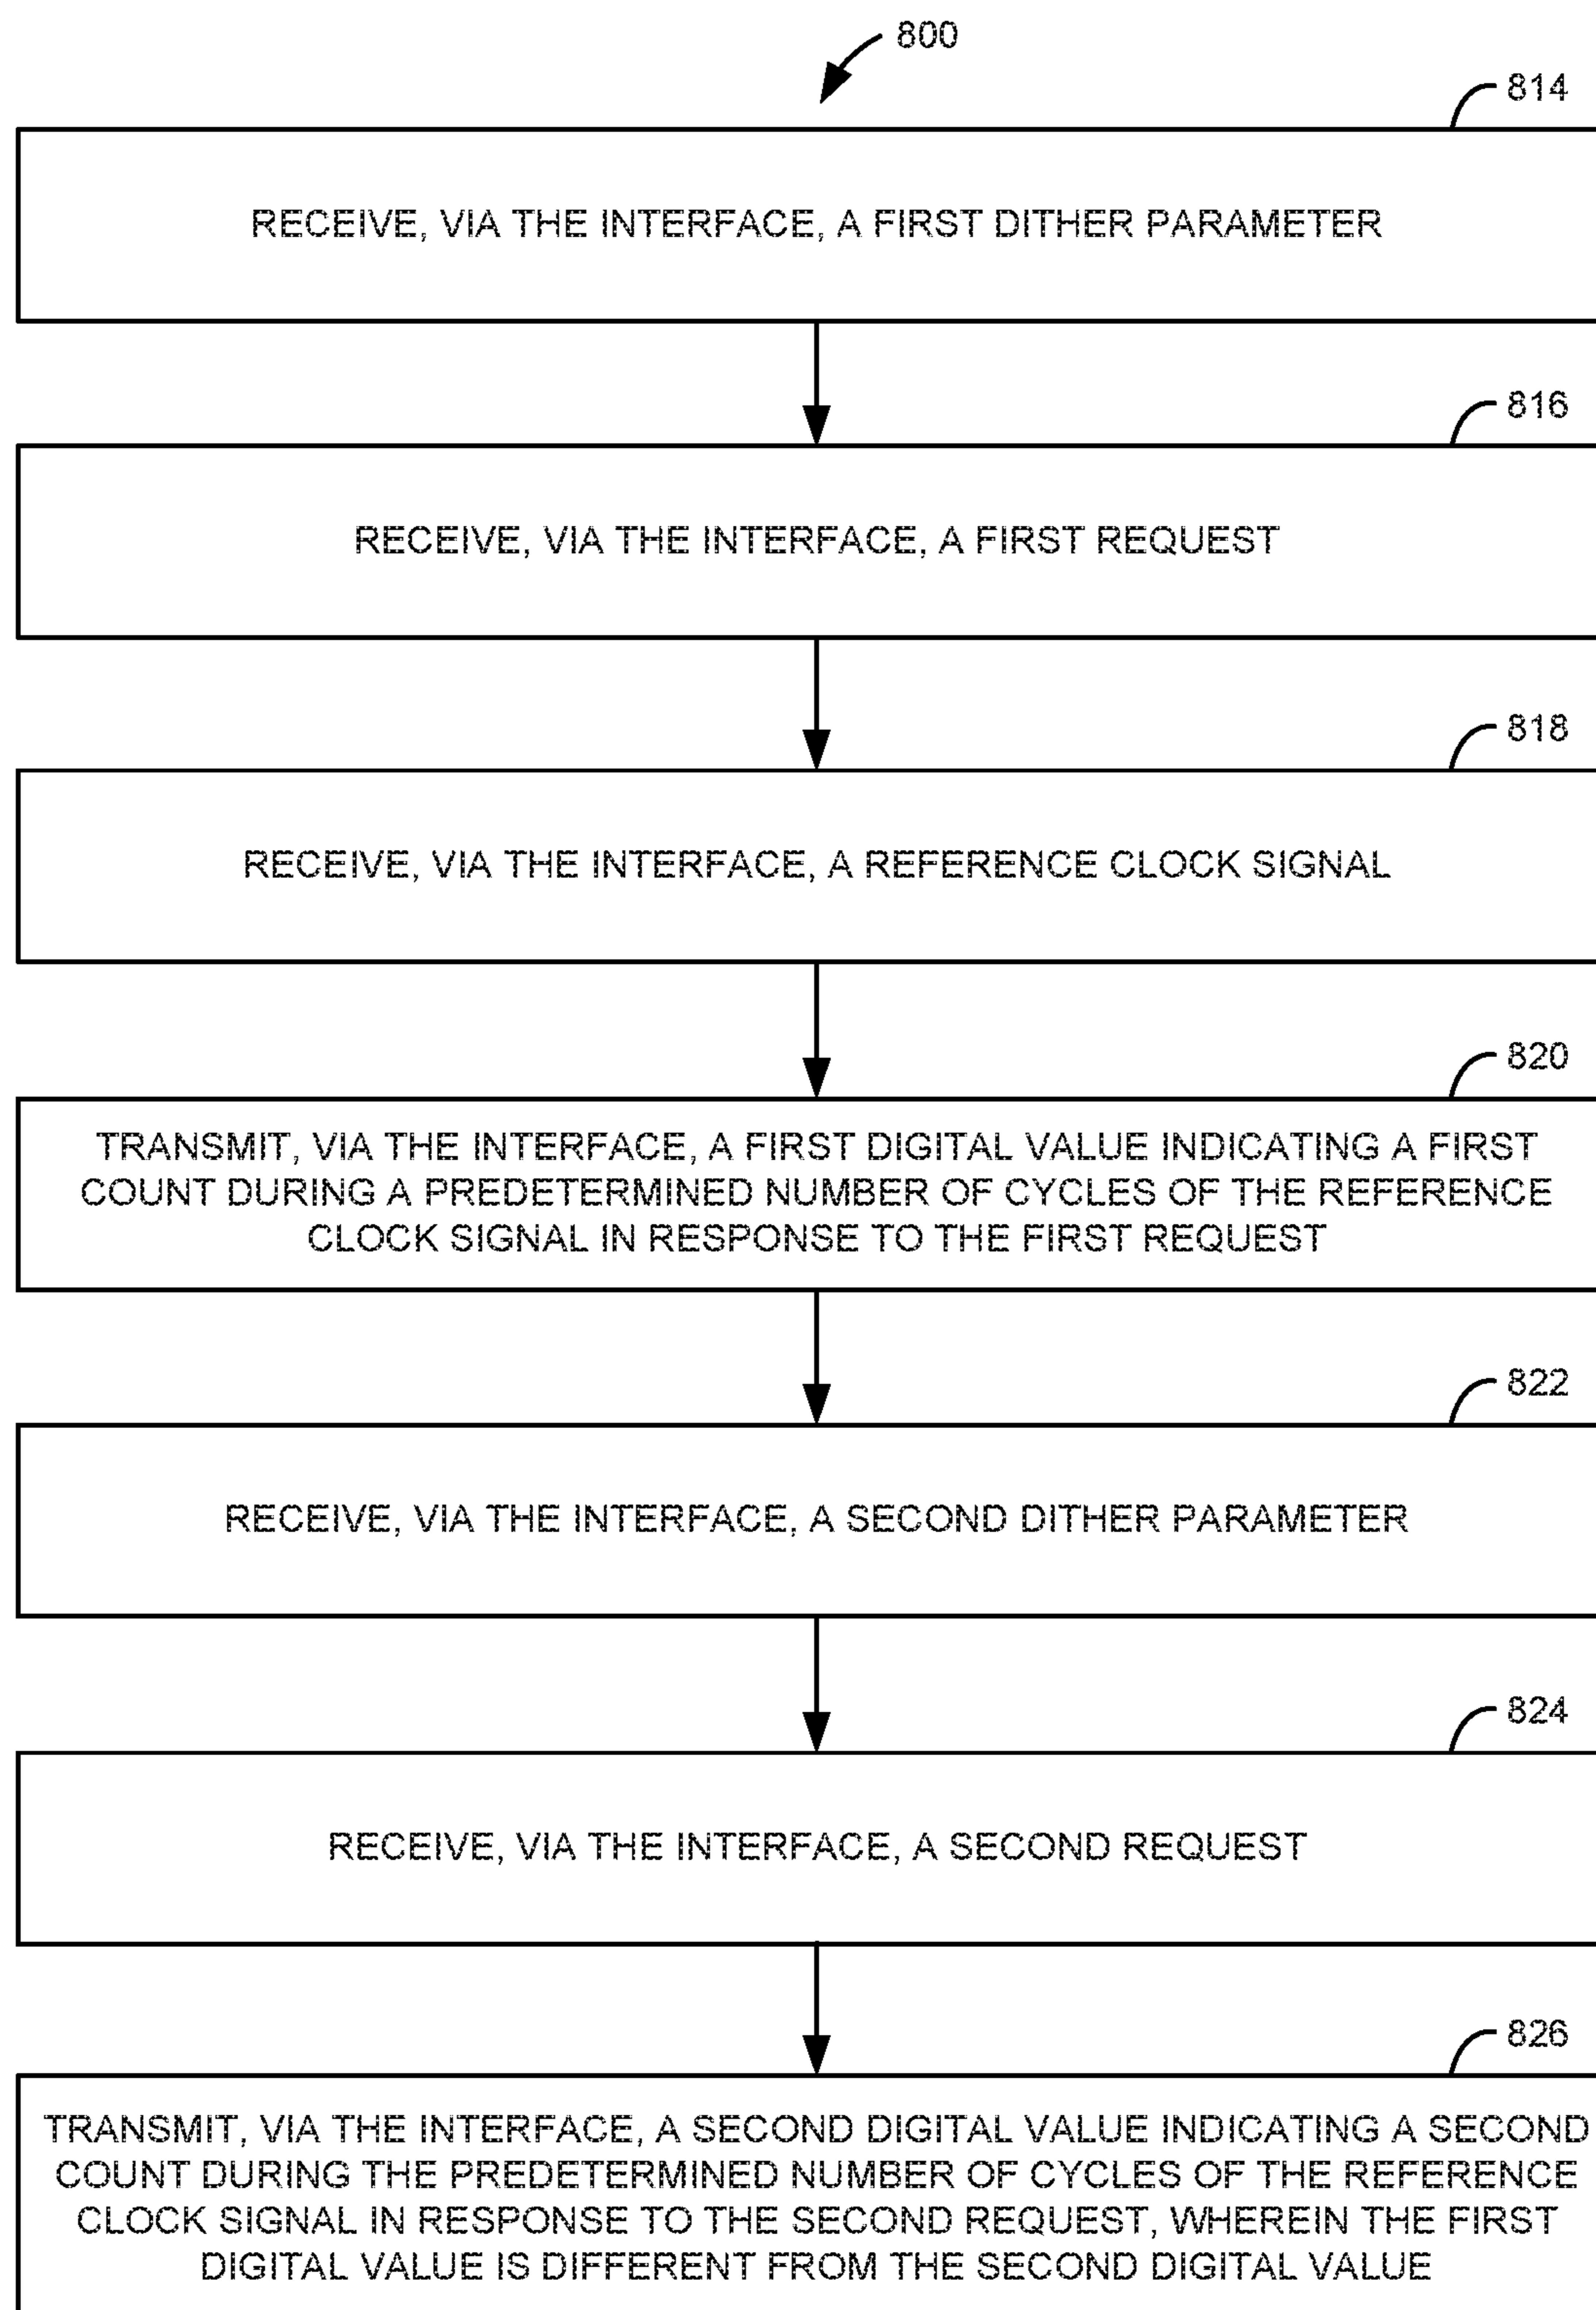 800
814
RECEIVE, VIA THE INTERFACE, A FIRST DITHER PARAMETER
816
RECEIVE, VIA THE INTERFACE, A FIRST REQUEST
818
RECEIVE, VIA THE INTERFACE, A REFERENCE CLOCK SIGNAL
820
TRANSMIT, VIA THE INTERFACE, A FIRST DIGITAL VALUE INDICATING A FIRST
COUNT DURING A PREDETERMINED NUMBER OF CYCLES OF THE REFERENCE
CLOCK SIGNAL IN RESPONSE TO THE FIRST REQUEST
822
RECEIVE, VIA THE INTERFACE, A SECOND DITHER PARAMETER
824
RECEIVE, VIA THE INTERFACE, A SECOND REQUEST
826
TRANSMIT, VIA THE INTERFACE, A SECOND DIGITAL VALUE INDICATING A SECOND
COUNT DURING THE PREDETERMINED NUMBER OF CYCLES OF THE REFERENCE
CLOCK SIGNAL IN RESPONSE TO THE SECOND REQUEST, WHEREIN THE FIRST
DIGITAL VALUE IS DIFFERENT FROM THE SECOND DIGITAL VALUE